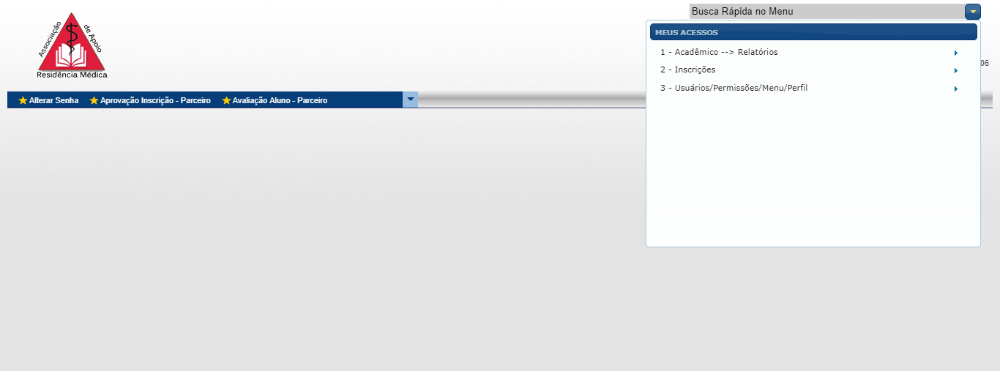 Busca Rápida no Menu
Associação de Apoio
Residência Médica
MEUS ACESSOS
1 - Acadêmico --> Relatórios
2 - Inscrições
3 - Usuários/Permissões/Menu/Perfil
06
Alterar Senha Aprovação Inscrição - Parceiro Avaliação Aluno - Parceiro